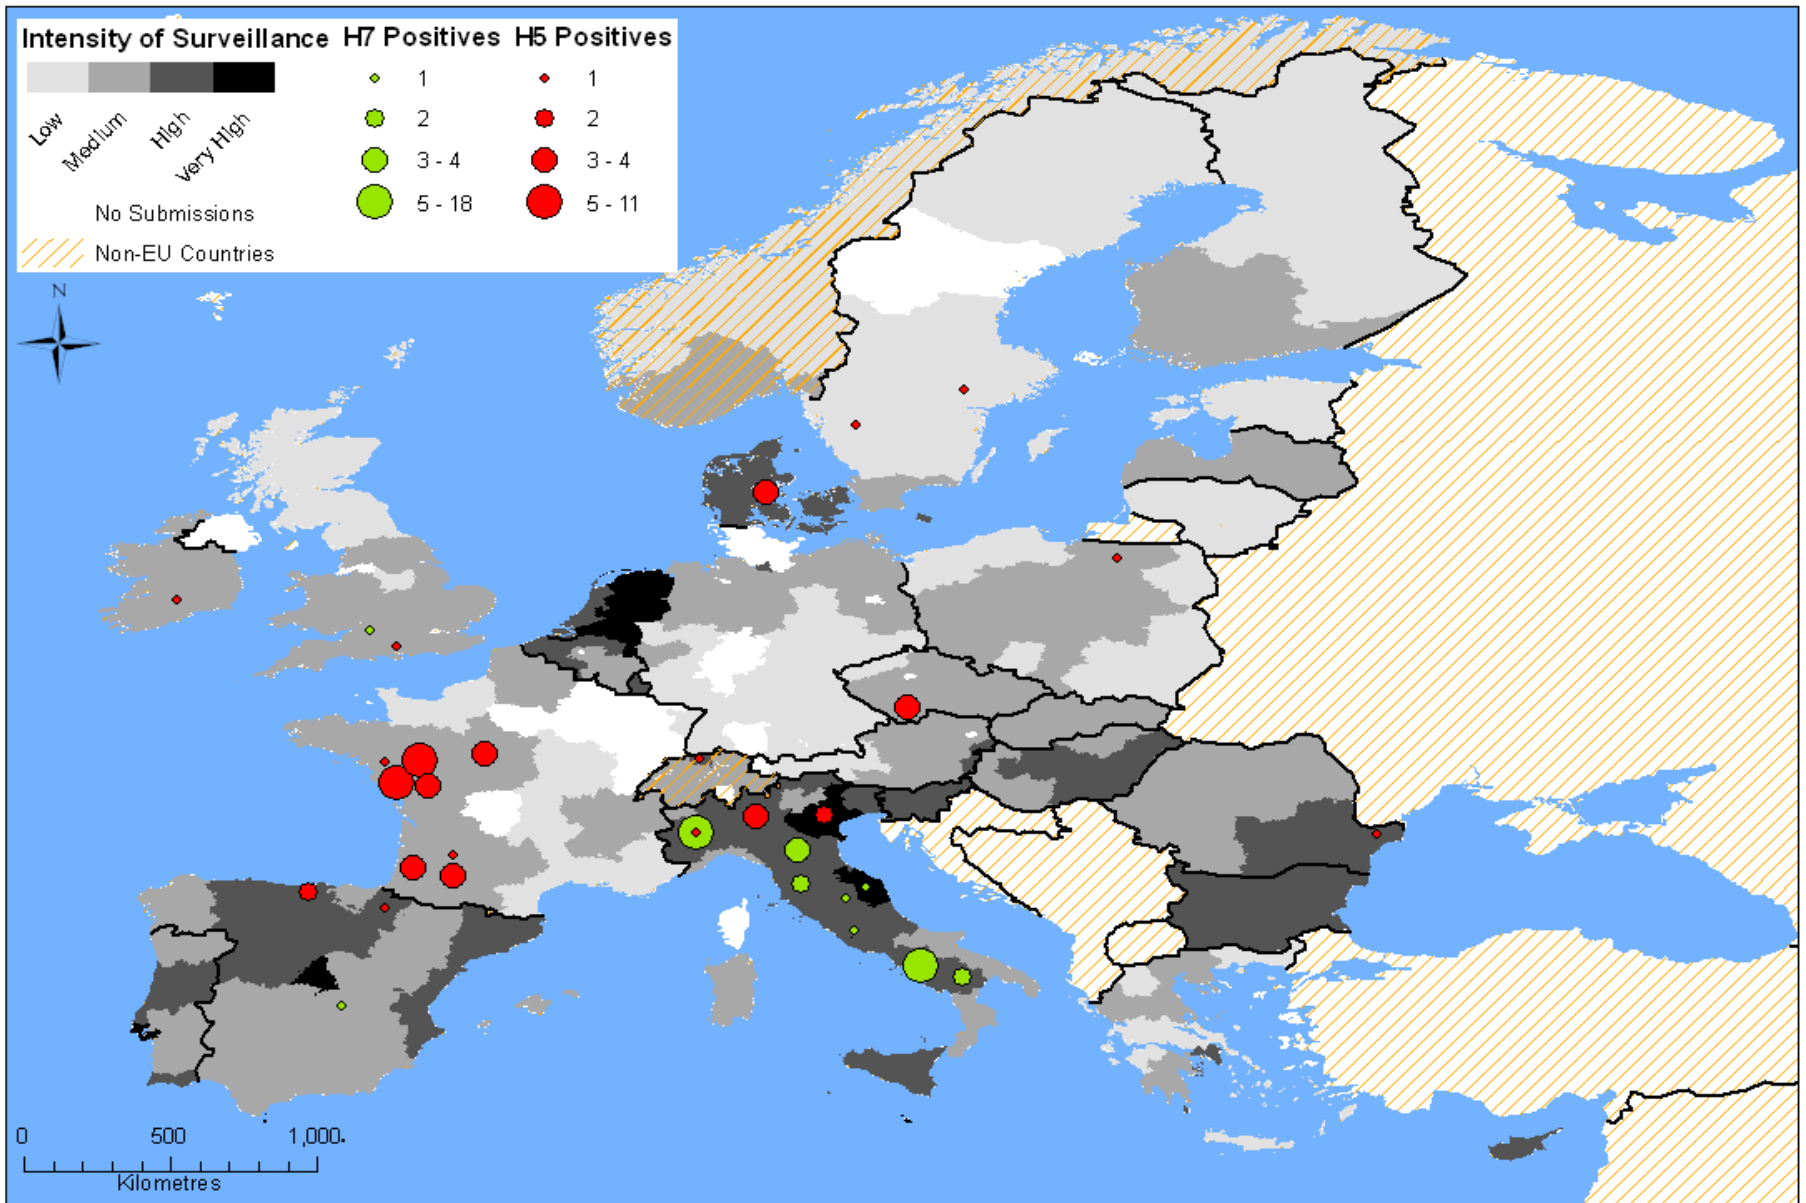 Intensity of Surveillance
Low
Medium
High
Very High
No Submissions
Non-EU Countries
H7 Positives
1
2
3 - 4
5 - 18
H5 Positives
1
2
3 - 4
5 - 11
N
0 500 1,000
Kilometres